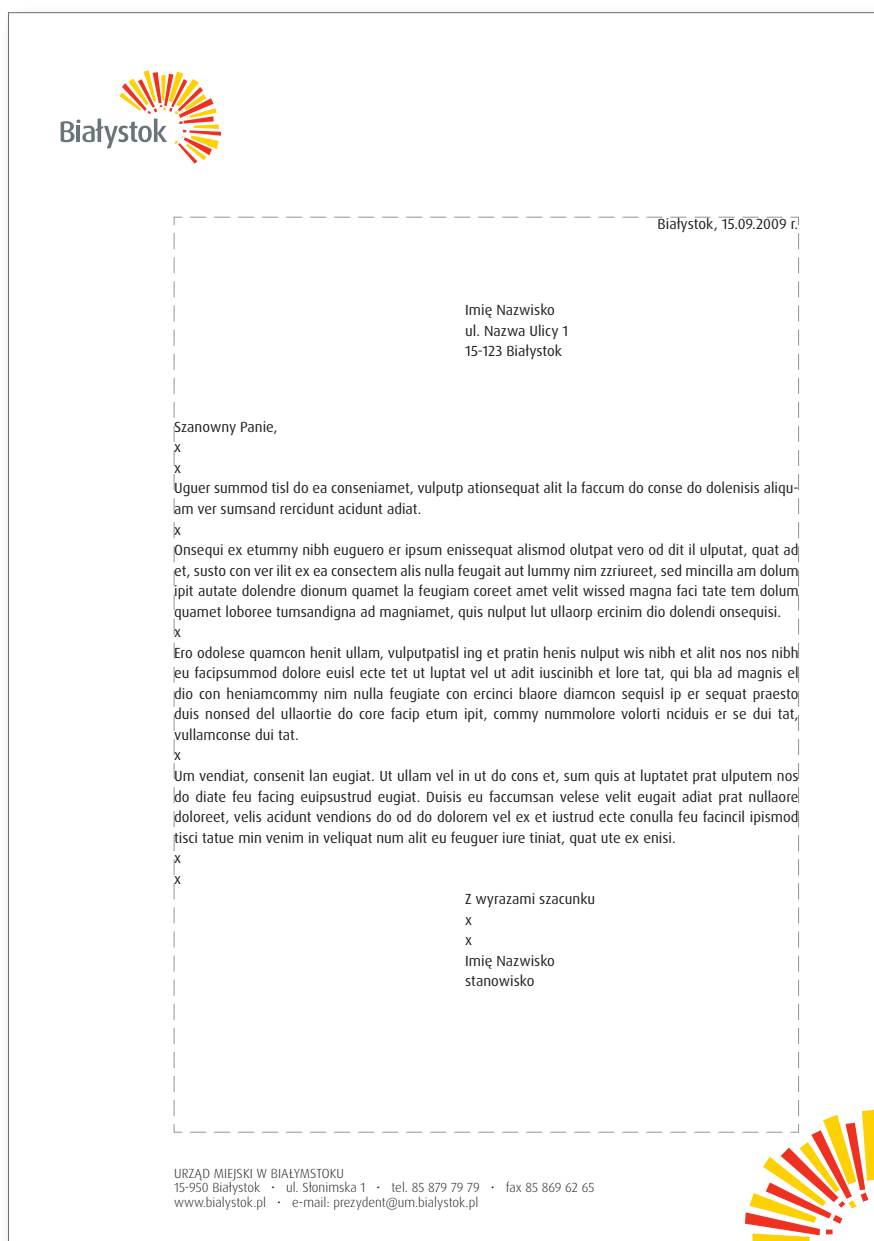 Białystok
Białystok, 15.09.2009 r.
Imię Nazwisko
ul. Nazwa Ulicy 1
15-123 Białystok
Szanowny Panie,
x
x
Uguer summod tisl do ea conseniamet, vulputp ationsequat alit la faccum do conse do dolenisis aliqu-
am ver sumsand rercidunt acidunt adiat.
x
Onsequi ex etummy nibh euguero er ipsum enissequat alismod olutpat vero od dit il ulputat, quat ad
et, susto con ver ilit ex ea consectem alis nulla feugait aut lummy nim zzriureet, sed mincilla am dolum
ipit autate dolendre dionum quamet la feugiam coreet amet velit wissed magna faci tate tem dolum
quamet loboree tumsandigna ad magniamet, quis nulput lut ullaorp ercinim dio dolendi onsequisi.
x
Ero odolese quamcon henit ullam, vulputpatisl ing et pratin henis nulput wis nibh et alit nos nos nibh
eu facipsummod dolore euisl ecte tet ut luptat vel ut adit iuscinibh et lore tat, qui bla ad magnis el
dio con heniamcommy nim nulla feugiate con ercinci blaore diamcon sequisl ip er sequat praesto
duis nonsed del ullaortie do core facip etum ipit, commy nummolore volorti nciduis er se dui tat,
vullamconse dui tat.
x
Um vendiat, consenit lan eugiat. Ut ullam vel in ut do cons et, sum quis at luptatet prat ulputem nos
do diate feu facing euipsustrud eugiat. Duisis eu faccumsan velese velit eugait adiat prat nullaore
doloreet, velis acidunt vendions do od do dolorem vel ex et iustrud ecte conulla feu facincil ipismod
tisci tatue min venim in veliquat num alit eu feuguer iure tiniat, quat ute ex enisi.
x
x
Z wyrazami szacunku
x
x
Imię Nazwisko
stanowisko
URZĄD MIEJSKI W BIAŁYMSTOKU
15-950 Białystok · ul. Słonimska 1 · tel. 85 879 79 79 · fax 85 869 62 65
www.bialystok.pl · e-mail: prezydent@um.bialystok.pl